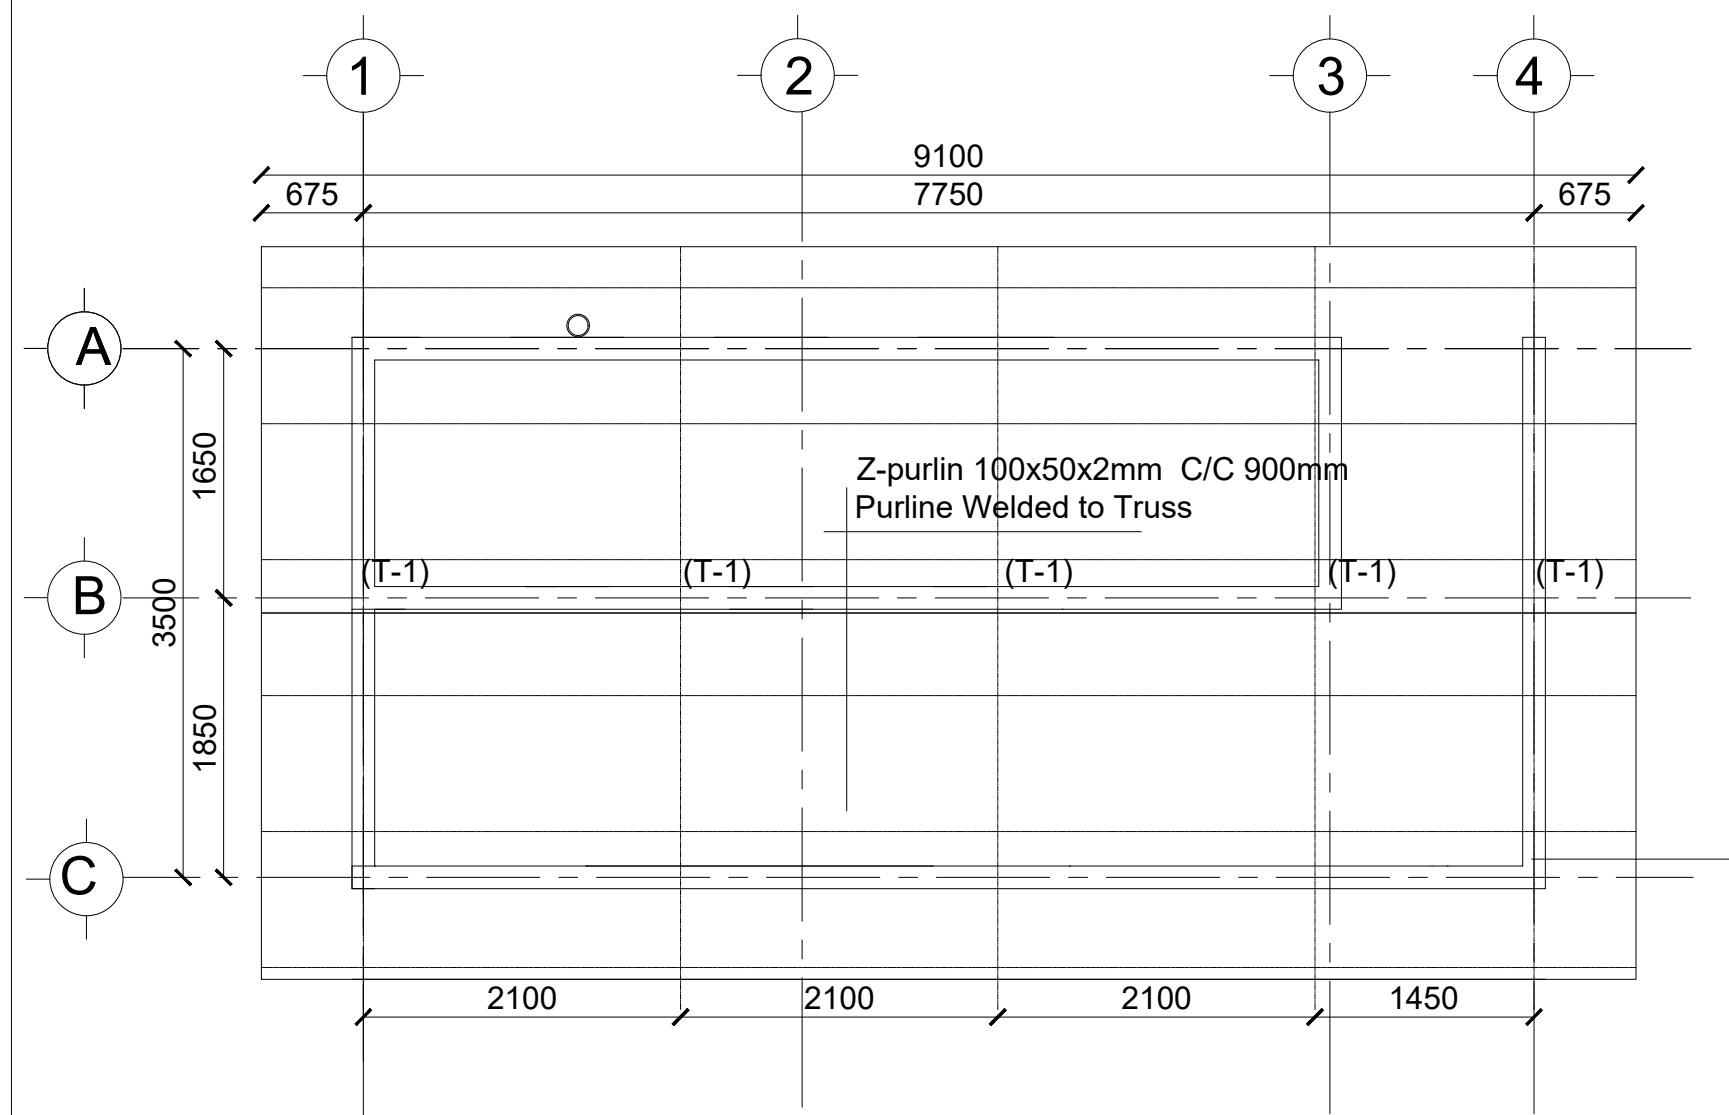 1 2 3 4
9100
675 7750 675
A
1650
Z-purlin 100x50x2mm C/C 900mm
Purline Welded to Truss
(T-1) (T-1) (T-1) (T-1) (T-1)
B
3500
1850
C
2100 2100 2100 1450